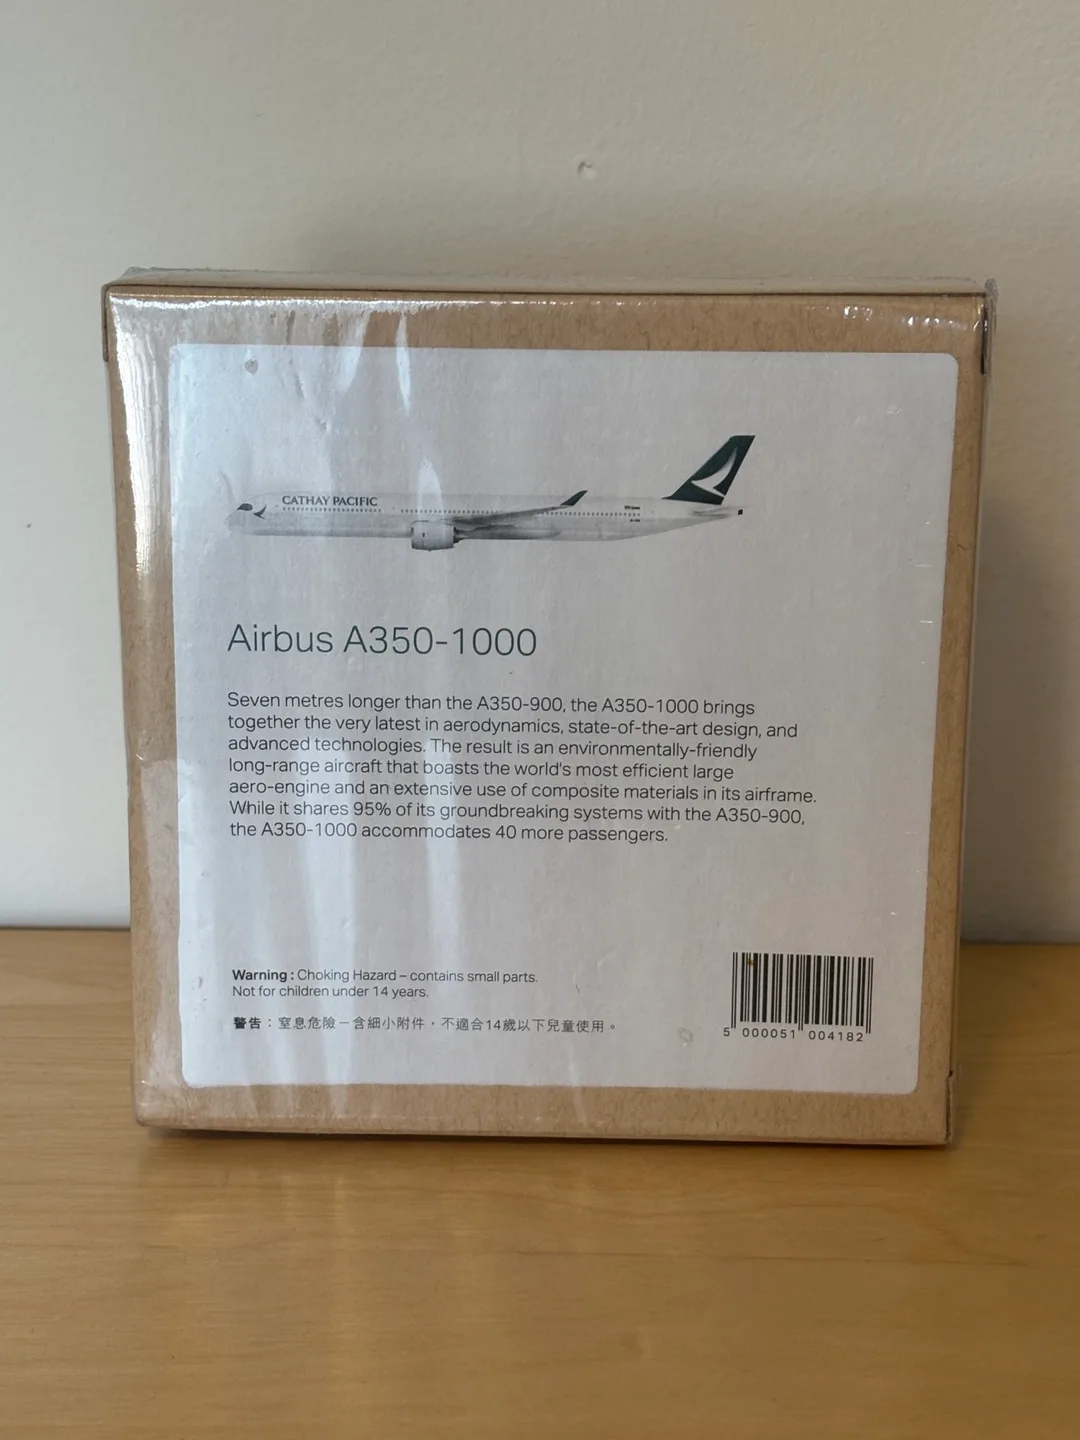 CATHAY PACIFIC
Airbus A350-1000
Seven metres longer than the A350-900, the A350-1000 brings
together the very latest in aerodynamics, state-of-the-art design, and
advanced technologies. The result is an environmentally-friendly
long-range aircraft that boasts the world's most efficient large
aero-engine and an extensive use of composite materials in its airframe.
While it shares 95% of its groundbreaking systems with the A350-900,
the A350-1000 accommodates 40 more passengers.
Warning : Choking Hazard – contains small parts.
Not for children under 14 years.
警告：窒息危險－含細小附件，不適合14歲以下兒童使用。
5 000051 004182